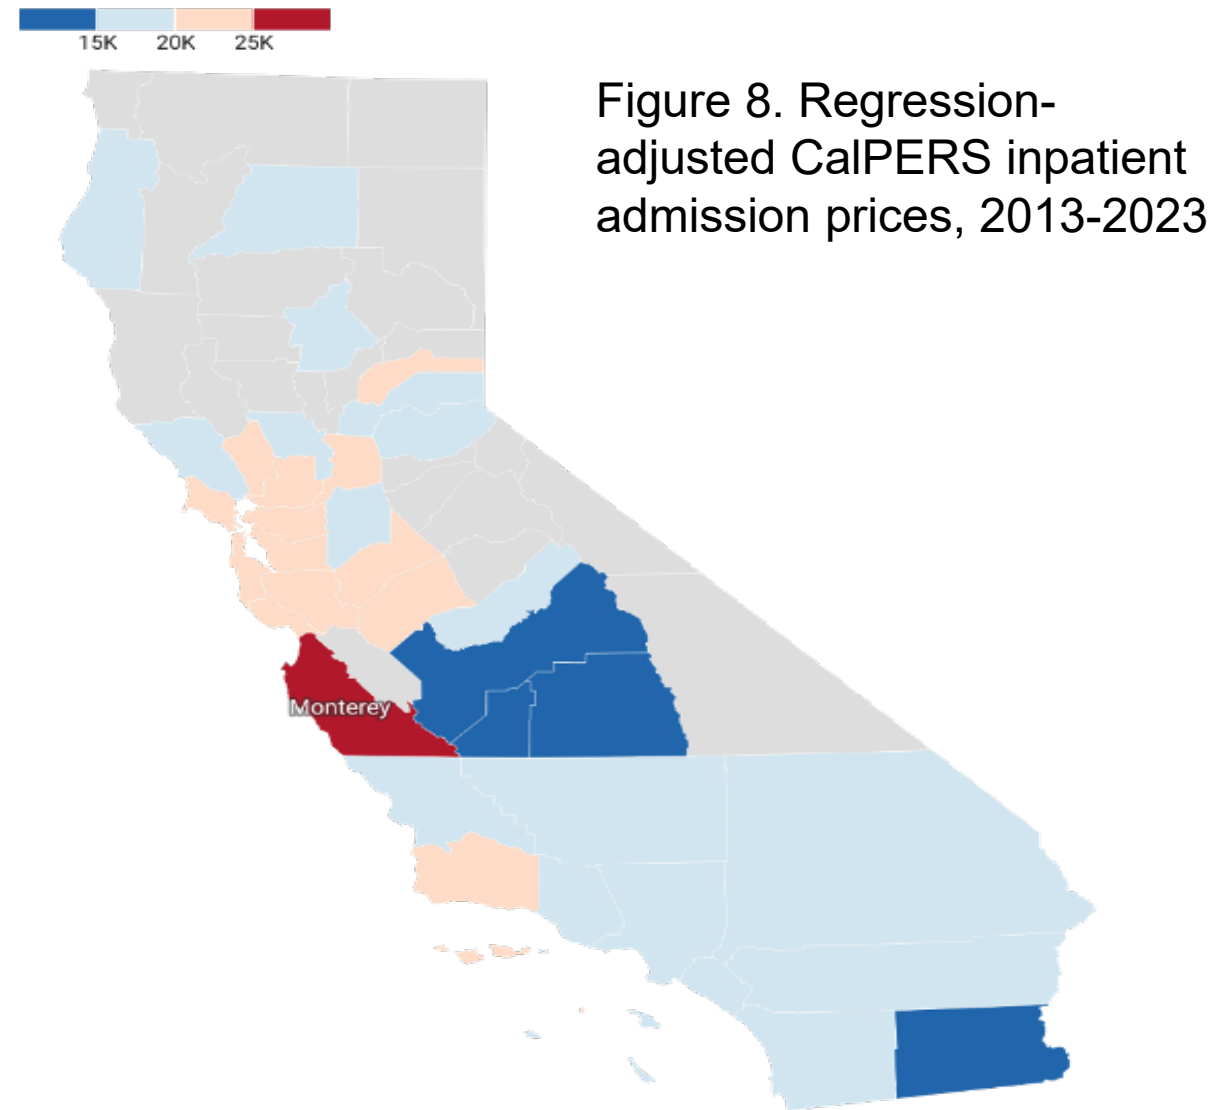 15K 20K 25K
Figure 8. Regression-
adjusted CalPERS inpatient
admission prices, 2013-2023
Monterey